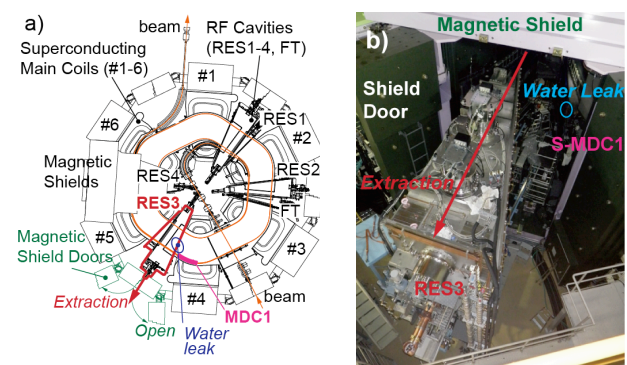 a)
beam
RF Cavities
(RES1-4, FT)
Superconducting
Main Coils (#1-6)
#1
#6
RES1
#2
Magnetic
Shields
RES4
RES2
RES3
FT
#5
Magnetic
Shield Doors
#3
Extraction
#4
beam
MDC1
Open
Water
leak
b)
Magnetic Shield
Shield
Door
Water Leak
S-MDC1
Extraction
RES3